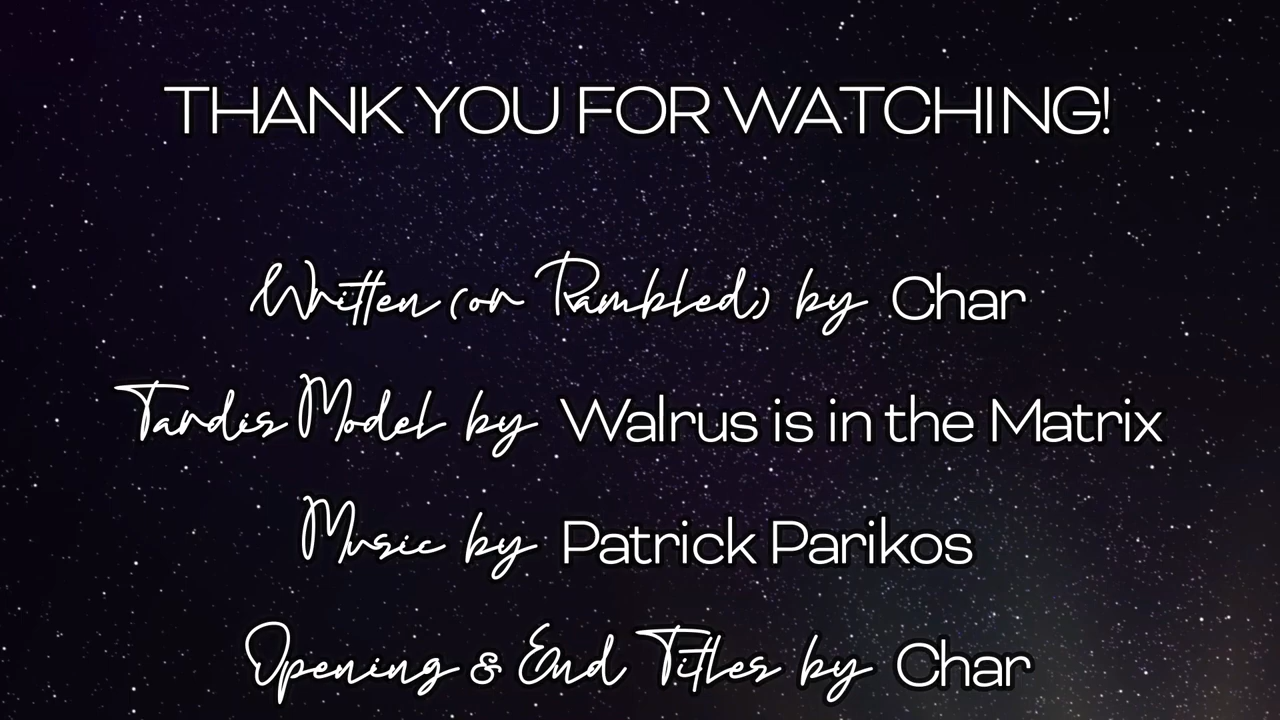 THANK YOU FOR WATCHING!
Written (or Rambled) by Char
Tardis Model by Walrus is in the Matrix
Music by Patrick Parikos
Opening & End Titles by Char